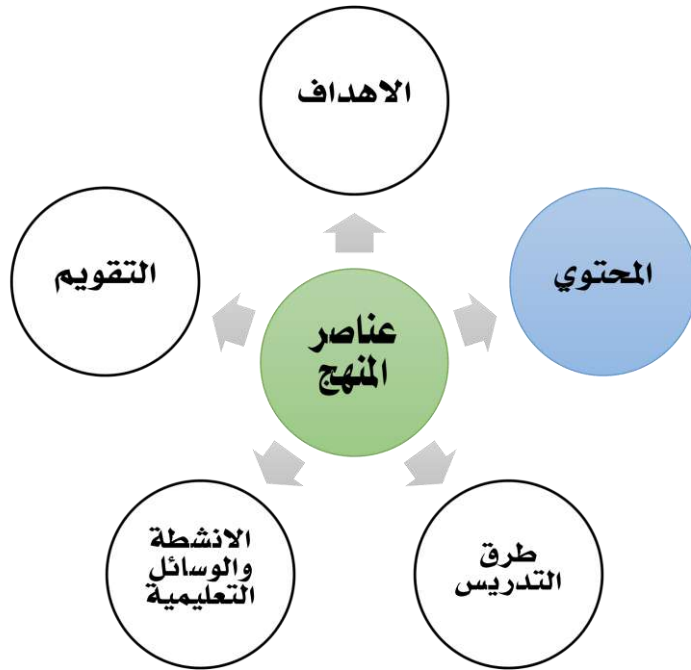 الاهداف
المحتوي
التقويم
عناصر
المنهج
طرق
التدريس
الانشطة
والوسائل
التعليمية